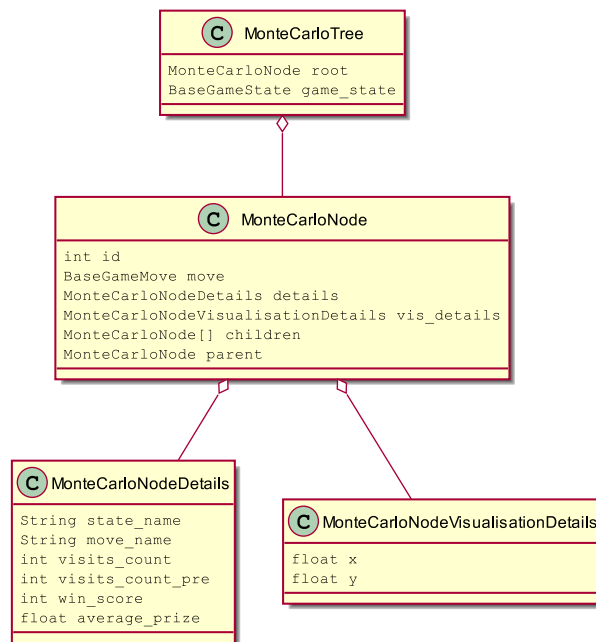 C MonteCarloTree
MonteCarloNode root
BaseGameState game_state
C MonteCarloNode
int id
BaseGameMove move
MonteCarloNodeDetails details
MonteCarloNodeVisualisationDetails vis_details
MonteCarloNode[] children
MonteCarloNode parent
C MonteCarloNodeDetails
String state_name
String move_name
int visits_count
int visits_count_pre
int win_score
float average_prize
C MonteCarloNodeVisualisationDetails
float x
float y